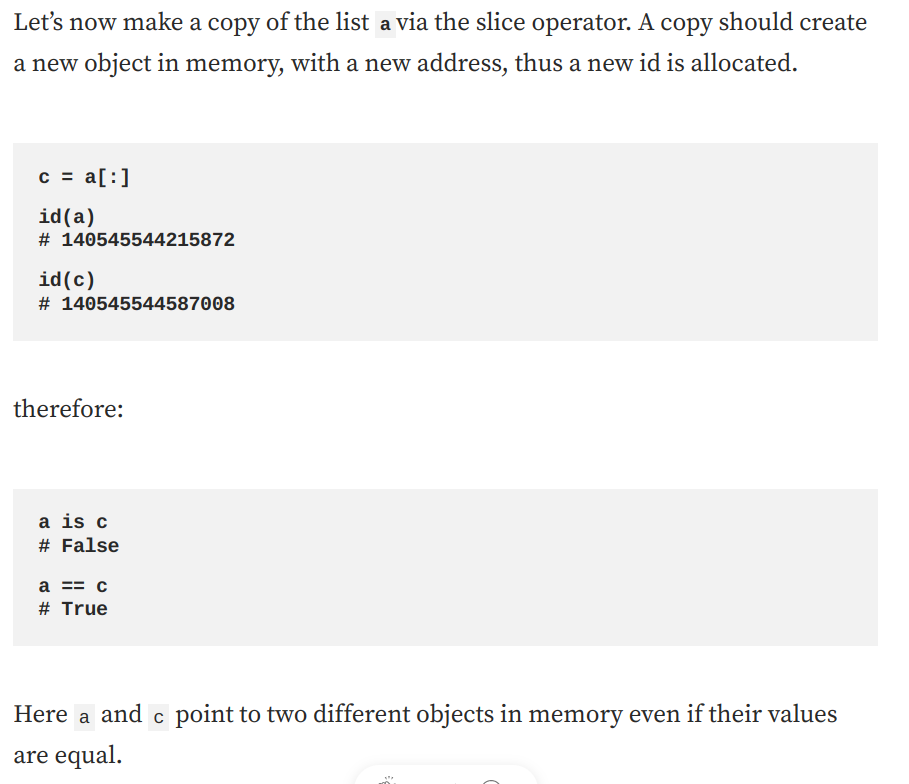 Let’s now make a copy of the list a via the slice operator. A copy should create
a new object in memory, with a new address, thus a new id is allocated.
c = a[:]
id(a)
# 140545544215872
id(c)
# 140545544587008
therefore:
a is c
# False
a == c
# True
Here a and c point to two different objects in memory even if their values
are equal.